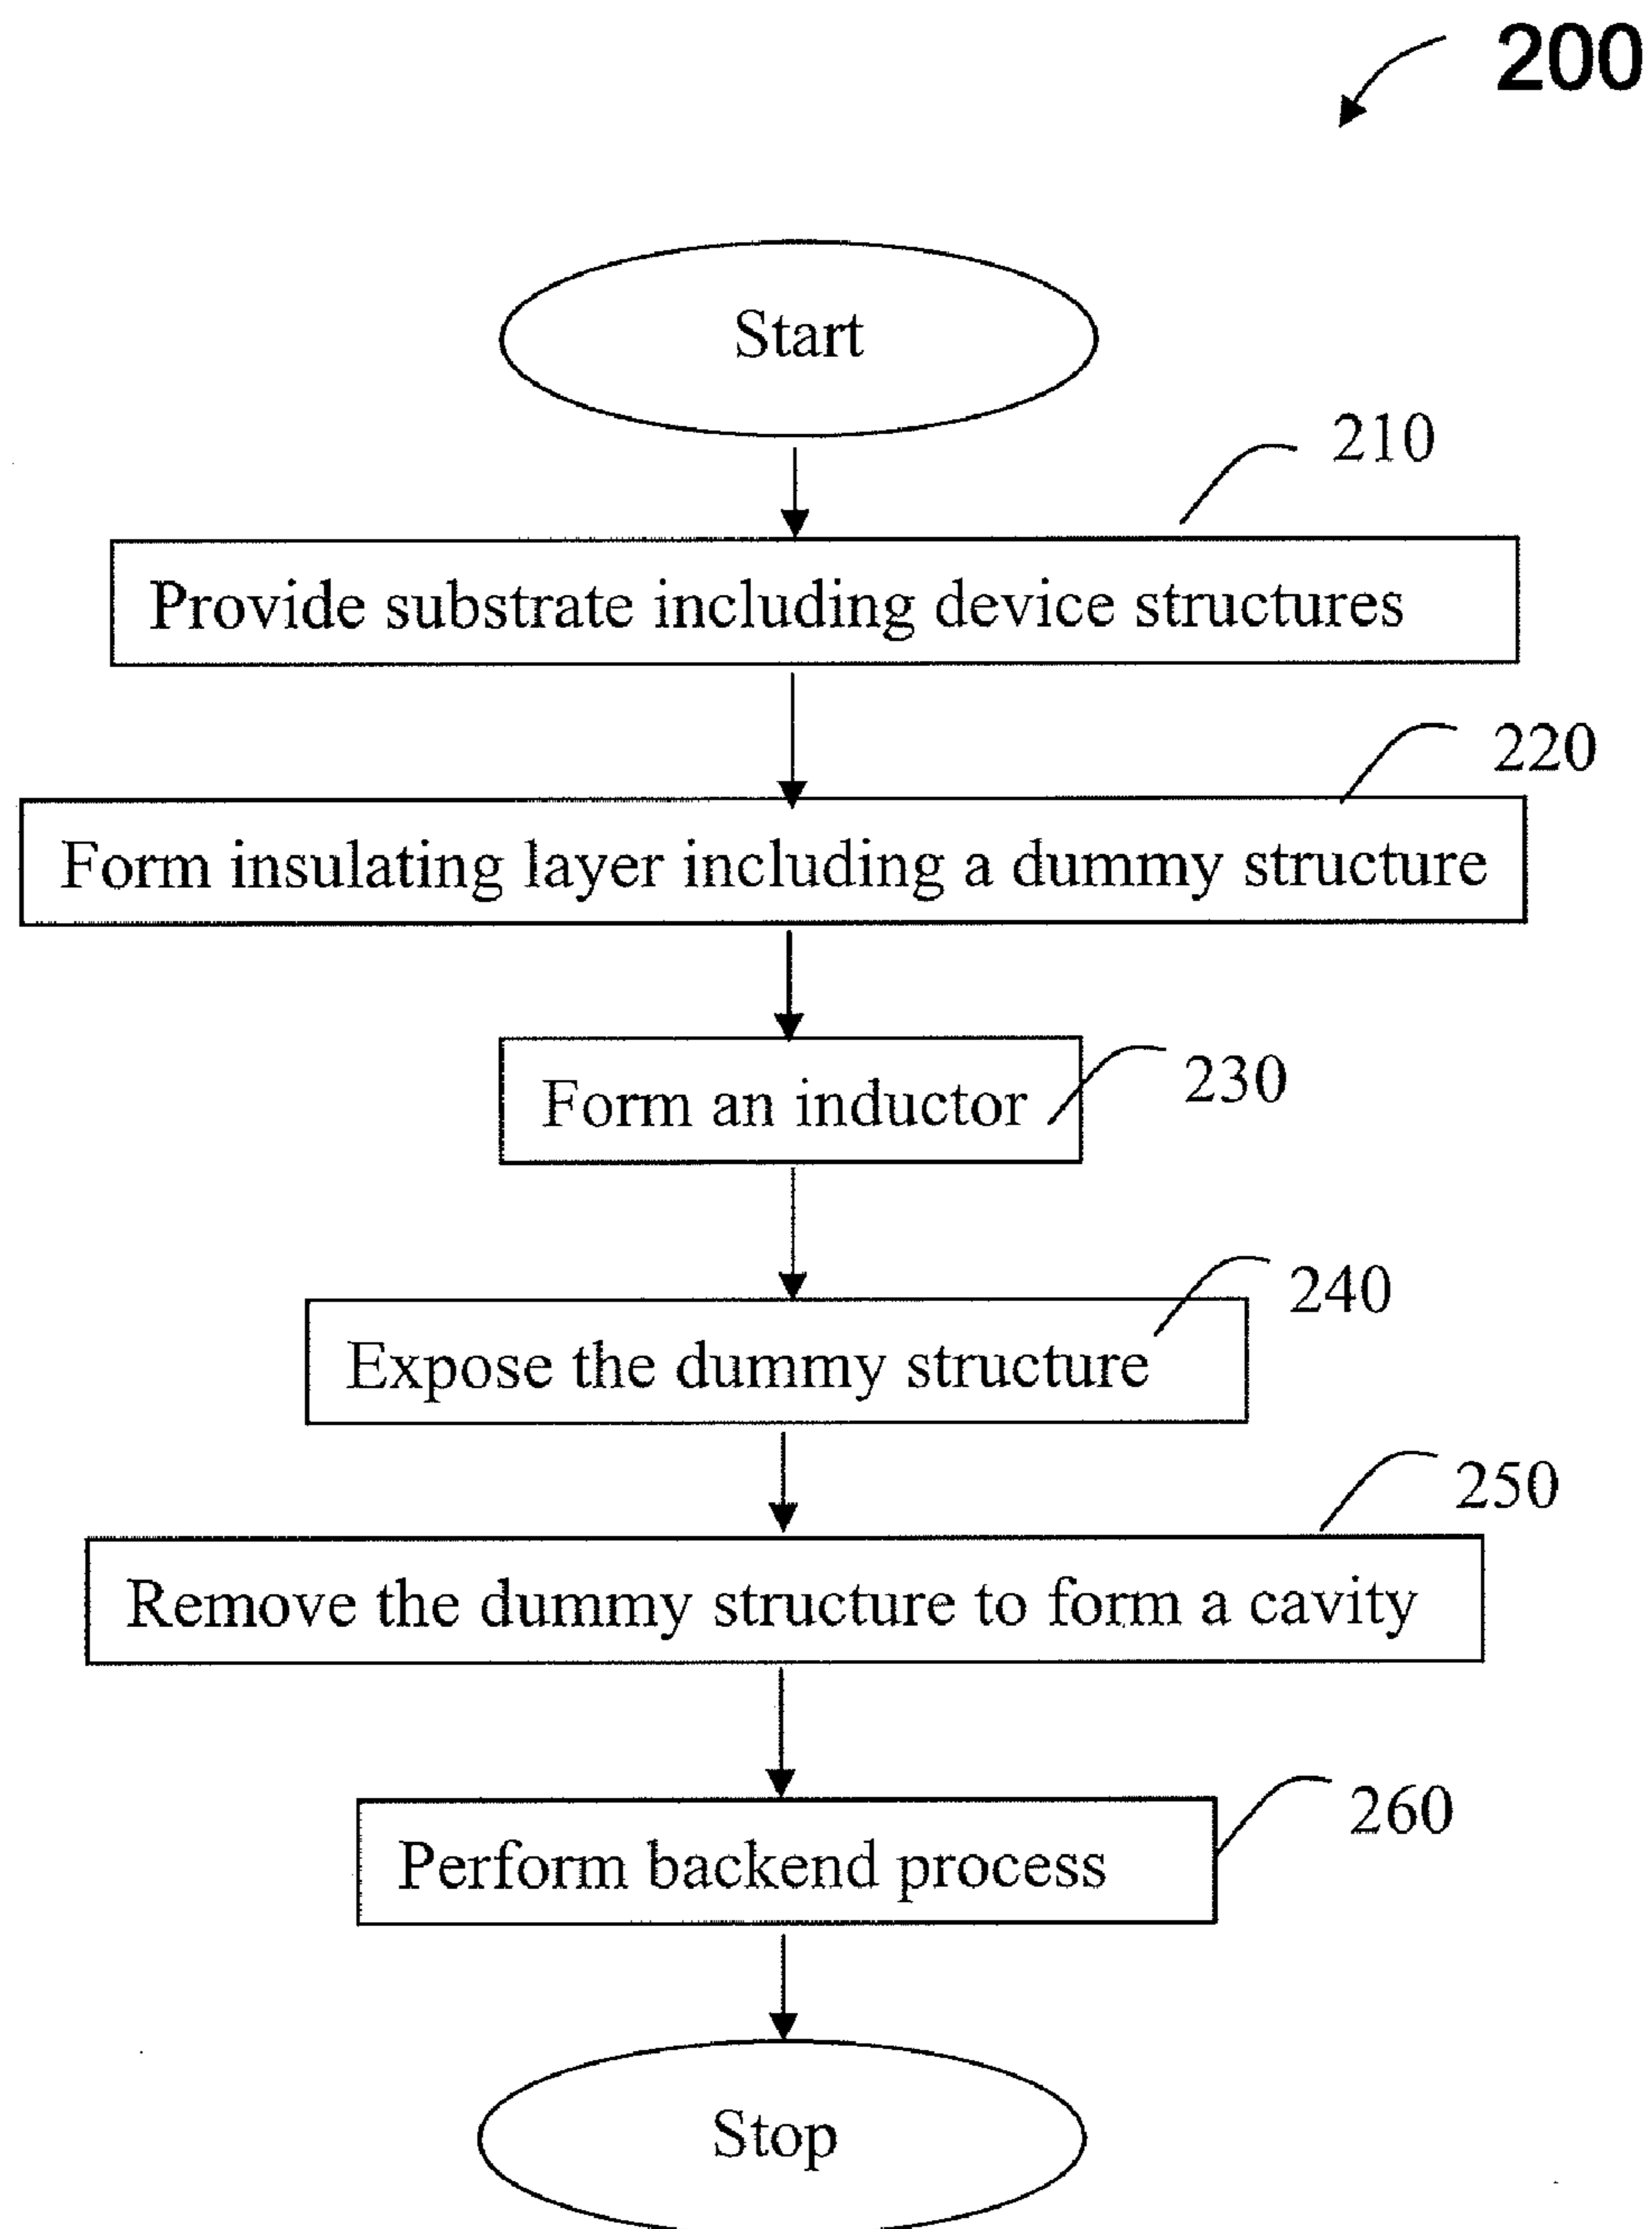 200
Start
210
Provide substrate including device structures
220
Form insulating layer including a dummy structure
230
Form an inductor
240
Expose the dummy structure
250
Remove the dummy structure to form a cavity
260
Perform backend process
Stop